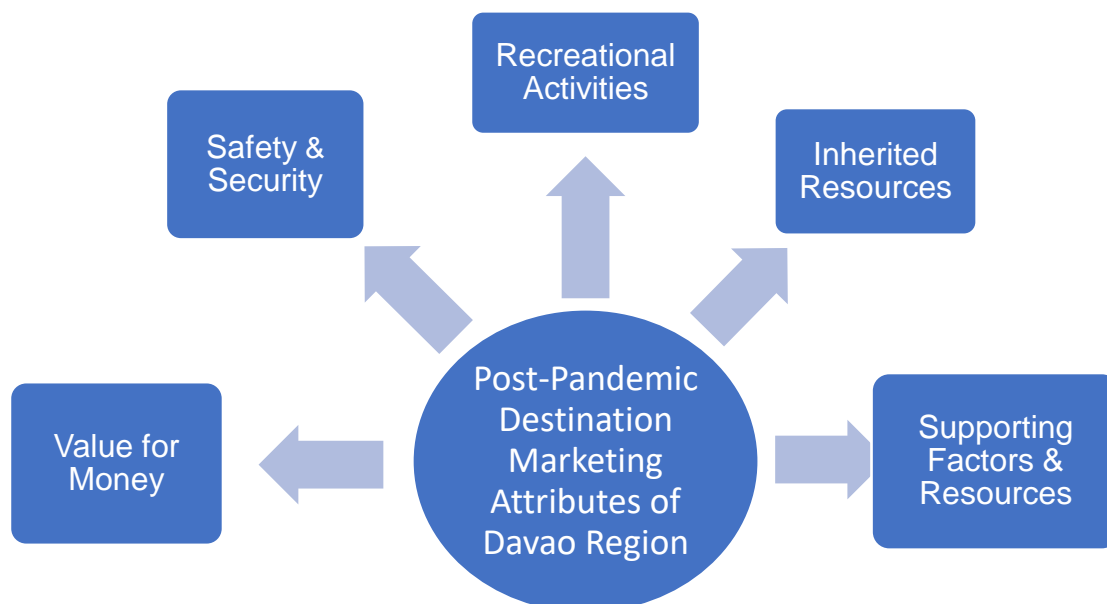 Recreational
Activities
Safety &
Security
Inherited
Resources
Value for
Money
Post-Pandemic
Destination
Marketing
Attributes of
Davao Region
Supporting
Factors &
Resources